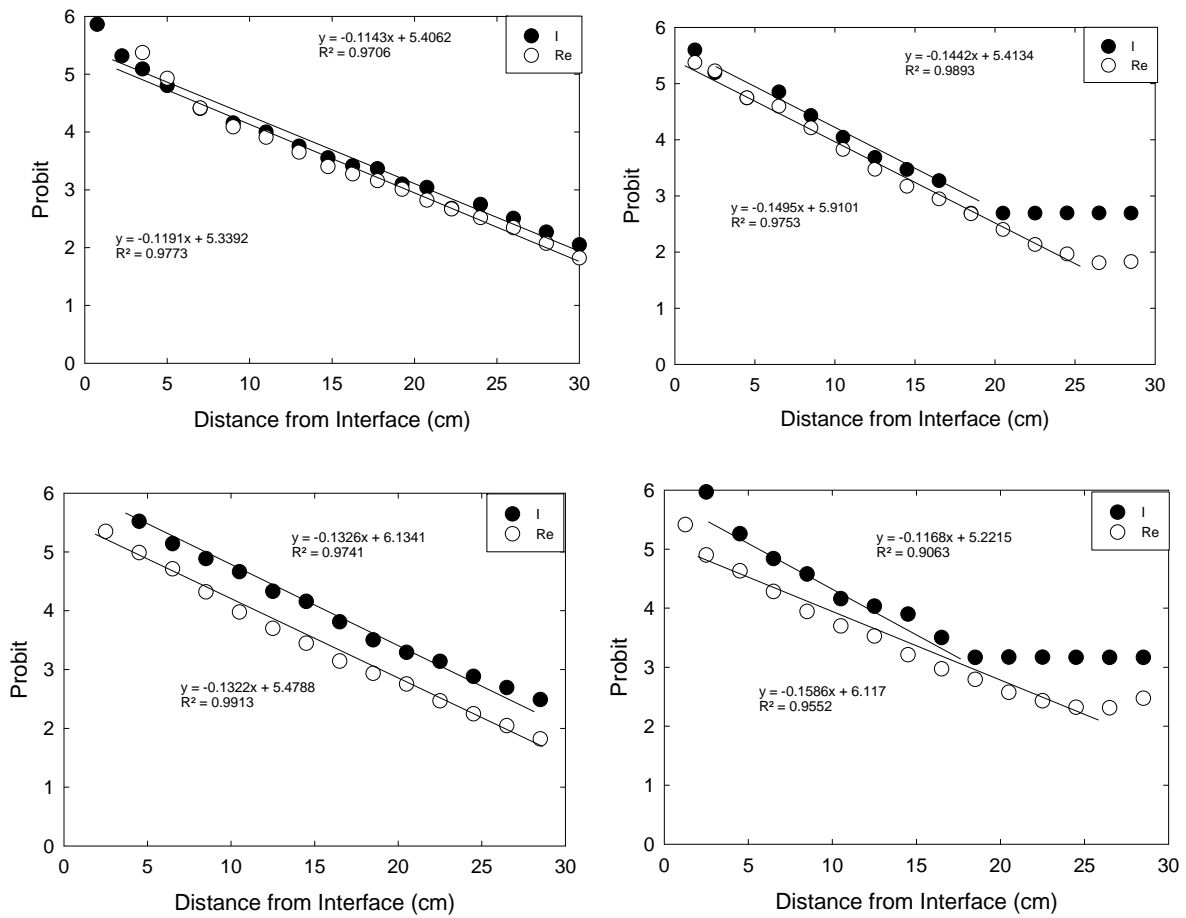 6
5
4
3
2
1
0
Probit
y = -0.1143x + 5.4062
R² = 0.9706
I
Re
y = -0.1191x + 5.3392
R² = 0.9773
0 5 10 15 20 25 30
Distance from Interface (cm)
6
5
4
3
2
1
0
Probit
y = -0.1442x + 5.4134
R² = 0.9893
I
Re
y = -0.1495x + 5.9101
R² = 0.9753
0 5 10 15 20 25 30
Distance from Interface (cm)
6
5
4
3
2
1
0
Probit
y = -0.1326x + 6.1341
R² = 0.9741
I
Re
y = -0.1322x + 5.4788
R² = 0.9913
0 5 10 15 20 25 30
Distance from Interface (cm)
6
5
4
3
2
1
0
Probit
y = -0.1168x + 5.2215
R² = 0.9063
I
Re
y = -0.1586x + 6.117
R² = 0.9552
0 5 10 15 20 25 30
Distance from Interface (cm)